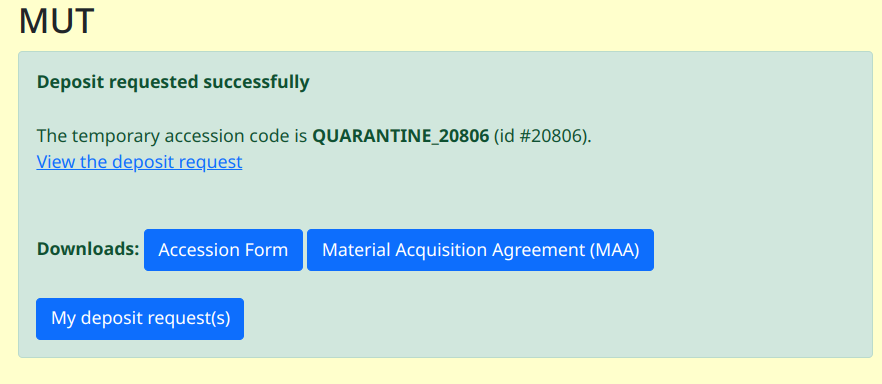 MUT
Deposit requested successfully
The temporary accession code is QUARANTINE_20806 (id #20806).
View the deposit request
Downloads: Accession Form Material Acquisition Agreement (MAA)
My deposit request(s)